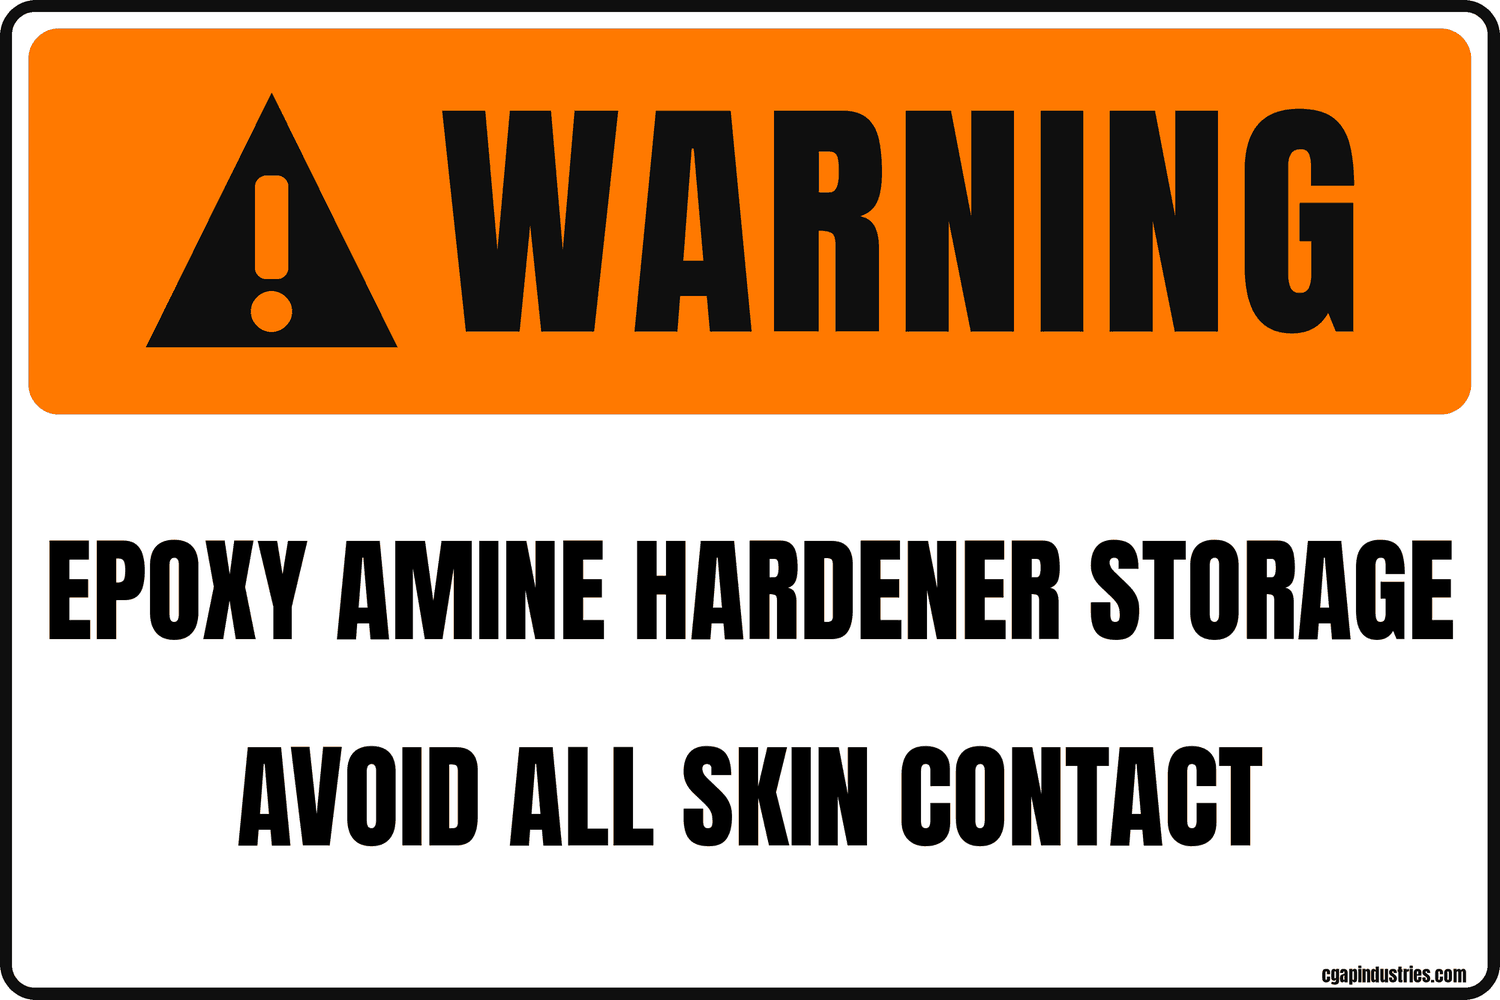 WARNING
EPOXY AMINE HARDENER STORAGE
AVOID ALL SKIN CONTACT
cgapindustries.com